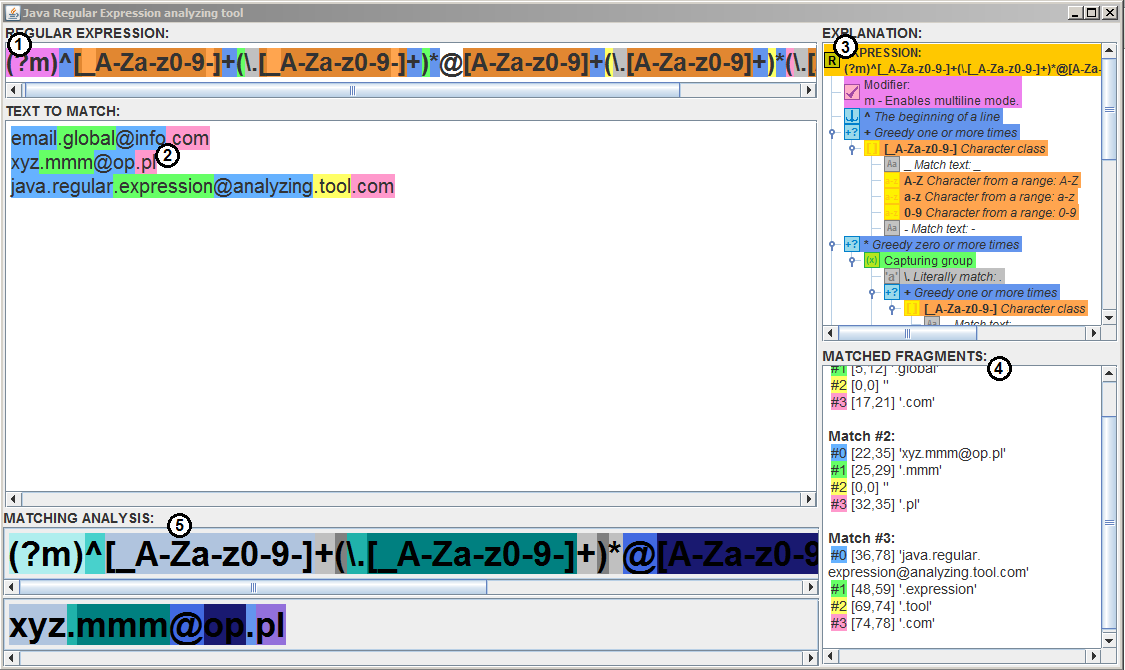 Java Regular Expression analyzing tool
REGULAR EXPRESSION:
1
(?m)^[_A-Za-z0-9-]+(\.[_A-Za-z0-9-]+)*@[A-Za-z0-9]+(\.[A-Za-z0-9]+)*(\.[
TEXT TO MATCH:
email.global@info.com
xyz.mmm@op.pl
2
java.regular.expression@analyzing.tool.com
MATCHING ANALYSIS:
5
(?m)^[_A-Za-z0-9-]+(\.[_A-Za-z0-9-]+)*@[A-Za-z0-9
xyz.mmm@op.pl
EXPLANATION:
3
R
EXPRESSION:
(?m)^[_A-Za-z0-9-]+(\.[_A-Za-z0-9-]+)*@[A-Za-
Modifier:
m - Enables multiline mode.
^ The beginning of a line
+? + Greedy one or more times
[ ] [_A-Za-z0-9-] Character class
Aa _ Match text: _
a-z A-Z Character from a range: A-Z
a-z a-z Character from a range: a-z
a-z 0-9 Character from a range: 0-9
Aa - Match text: -
+? * Greedy zero or more times
(x) Capturing group
'a' \. Literally match: .
+? + Greedy one or more times
[ ] [_A-Za-z0-9-] Character class
Aa _ Match text: _
MATCHED FRAGMENTS:
4
#1 [5,12] '.global'
#2 [0,0] ''
#3 [17,21] '.com'
Match #2:
#0 [22,35] 'xyz.mmm@op.pl'
#1 [25,29] '.mmm'
#2 [0,0] ''
#3 [32,35] '.pl'
Match #3:
#0 [36,78] 'java.regular.
expression@analyzing.tool.com'
#1 [48,59] '.expression'
#2 [69,74] '.tool'
#3 [74,78] '.com'